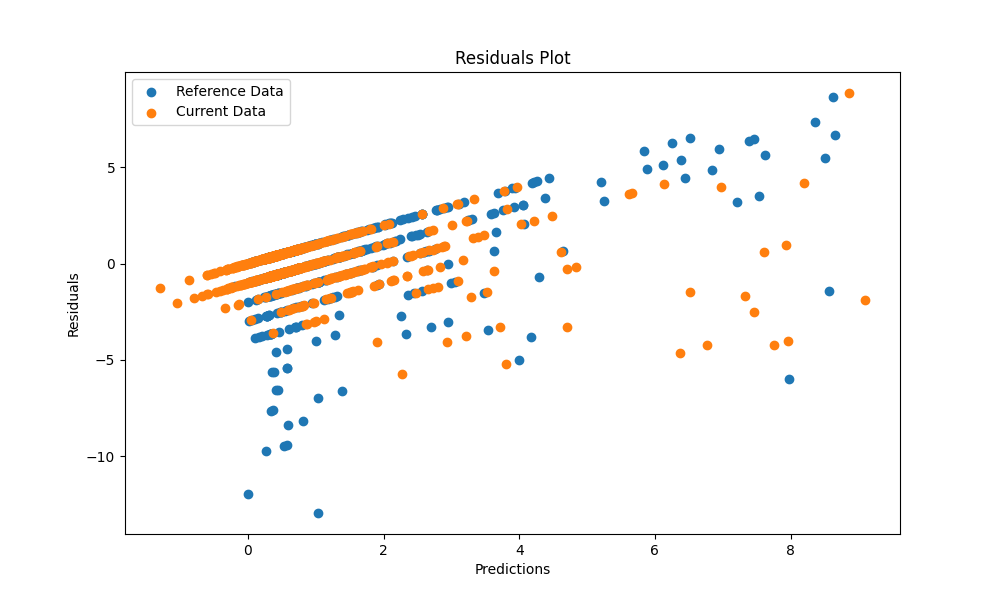 Residuals Plot
Reference Data
Current Data
Residuals
5
0
−5
−10
0 2 4 6 8
Predictions